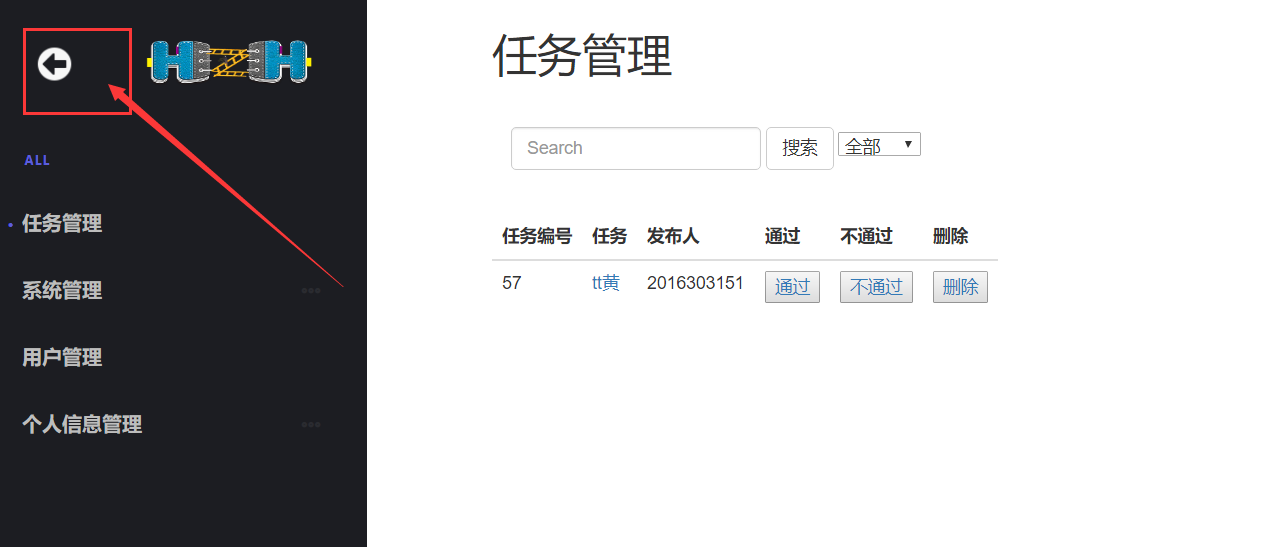 HZH
ALL
任务管理
系统管理
用户管理
个人信息管理
任务管理
Search 搜索 全部
任务编号 任务 发布人 通过 不通过 删除
57 tt黄 2016303151 通过 不通过 删除